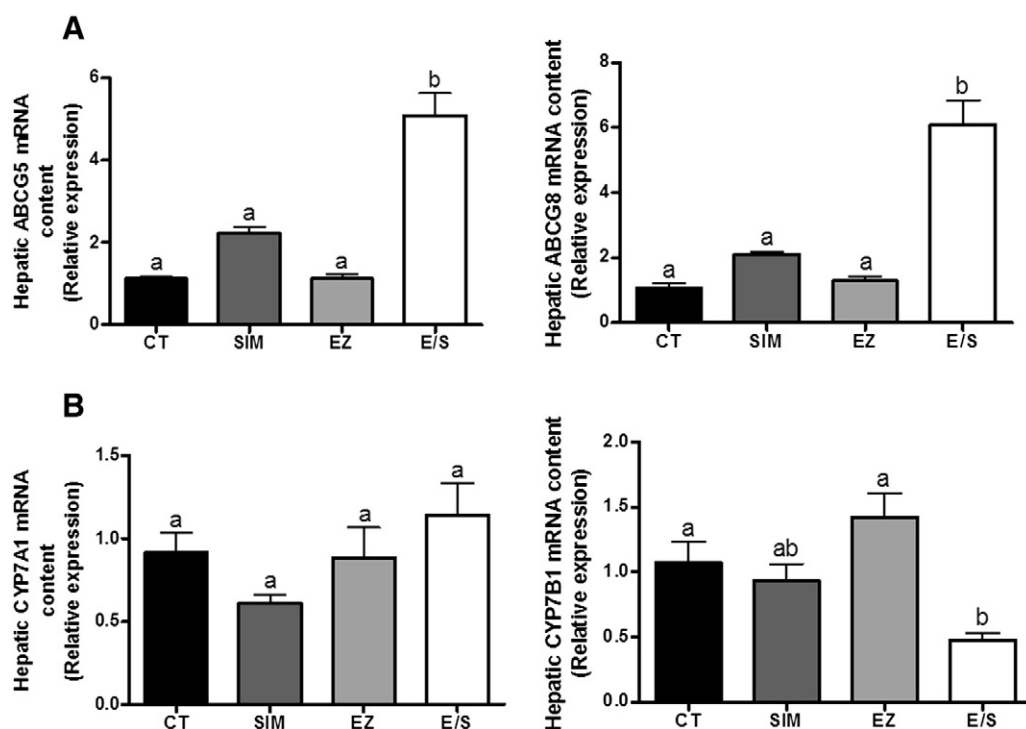 A
Hepatic ABCG5 mRNA
content
(Relative expression)
6
4
2
0
a
a
a
b
CT
SIM
EZ
E/S
Hepatic ABCG8 mRNA content
(Relative expression)
8
6
4
2
0
a
a
a
b
CT
SIM
EZ
E/S
B
Hepatic CYP7A1 mRNA
content
(Relative expression)
1.5
1.0
0.5
0.0
a
a
a
a
CT
SIM
EZ
E/S
Hepatic CYP7B1 mRNA content
(Relative expression)
2.0
1.5
1.0
0.5
0.0
a
ab
a
b
CT
SIM
EZ
E/S